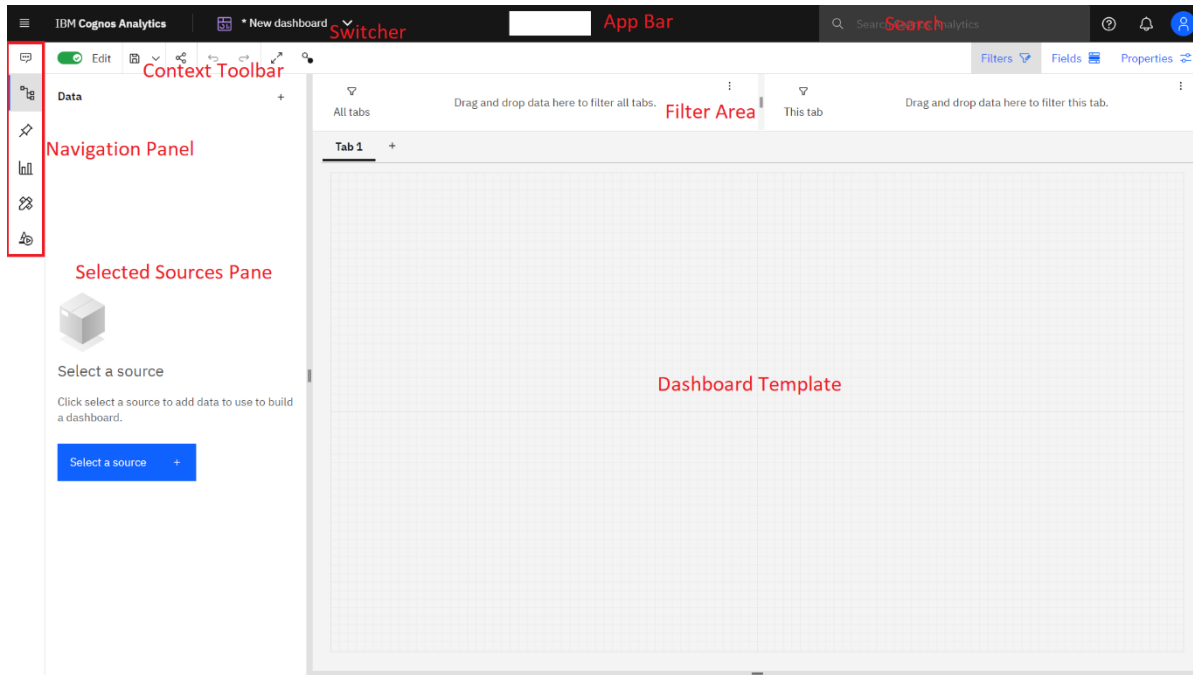 IBM Cognos Analytics
* New dashboard
Switcher
App Bar
Search Cognos Analytics
Search
Edit
Context Toolbar
Filters
Fields
Properties
Data
All tabs
Drag and drop data here to filter all tabs.
Filter Area
This tab
Drag and drop data here to filter this tab.
Navigation Panel
Tab 1
Selected Sources Pane
Select a source
Click select a source to add data to use to build
a dashboard.
Select a source
Dashboard Template